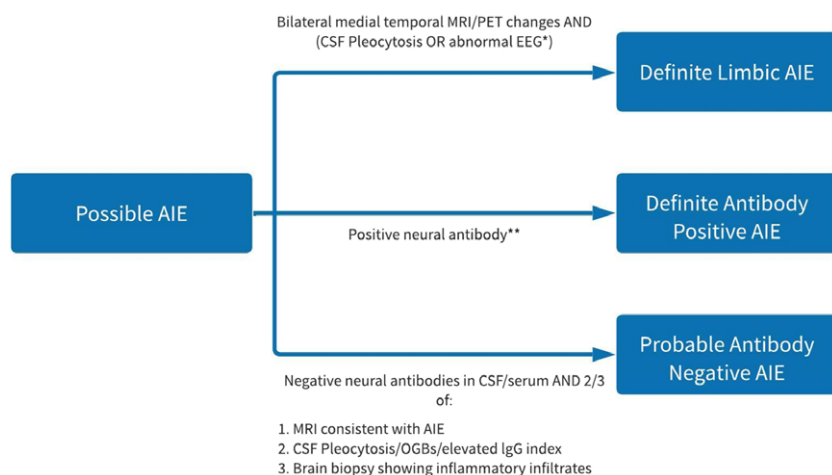 Bilateral medial temporal MRI/PET changes AND
(CSF Pleocytosis OR abnormal EEG*)
Definite Limbic AIE
Possible AIE
Positive neural antibody**
Definite Antibody
Positive AIE
Probable Antibody
Negative AIE
Negative neural antibodies in CSF/serum AND 2/3
of:
1. MRI consistent with AIE
2. CSF Pleocytosis/OGBs/elevated IgG index
3. Brain biopsy showing inflammatory infiltrates